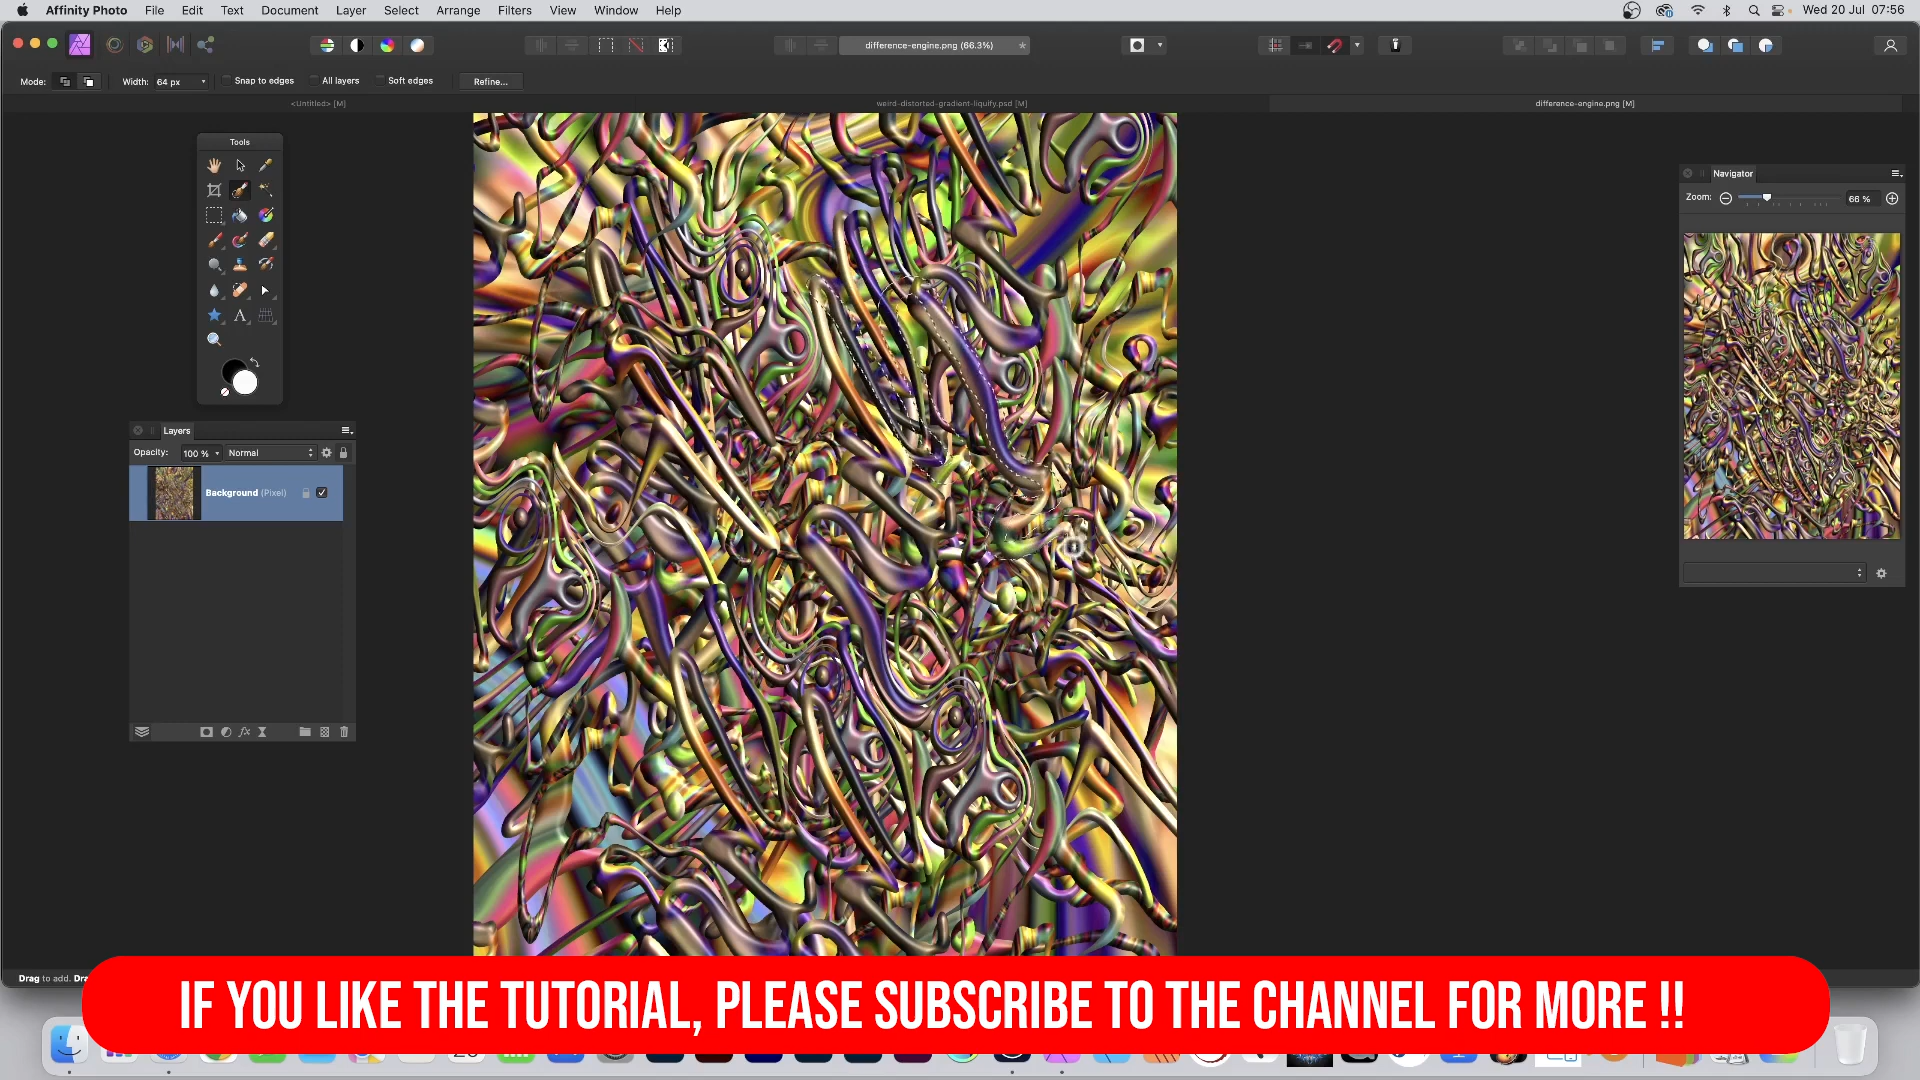 Affinity Photo File Edit Text Document Layer Select Arrange Filters View Window Help
Wed 20 Jul 07:56
difference-engine.png (66.3%)
Mode: Width: 64 px Snap to edges All layers Soft edges Refine...
<Untitled> [M] weird-distorted-gradient-liquify.psd [M] difference-engine.png [M]
Tools
Navigator
Zoom: 66 %
Layers
Opacity: 100 % Normal
Background (Pixel)
Drag to add.
IF YOU LIKE THE TUTORIAL, PLEASE SUBSCRIBE TO THE CHANNEL FOR MORE !!